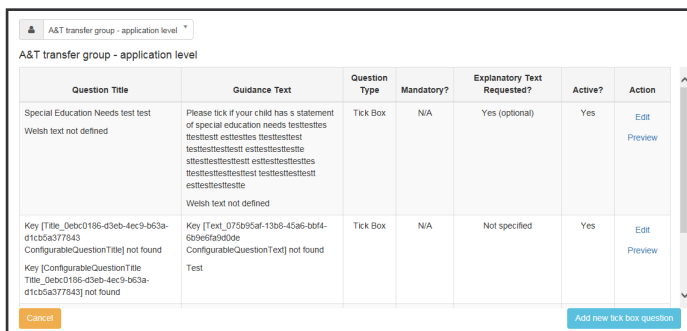 A&T transfer group - application level
A&T transfer group - application level
Question Title
Guidance Text
Question
Type
Mandatory?
Explanatory Text
Requested?
Active?
Action
Special Education Needs test test
Welsh text not defined
Please tick if your child has s statement
of special education needs testtesttes
ttesttestt esttesttes ttesttesttest
testtesttesttestt esttesttesttestte
sttesttesttesttestt esttesttesttesttes
ttesttesttesttesttest testtesttesttestt
esttesttesttestte
Welsh text not defined
Tick Box
N/A
Yes (optional)
Yes
Edit
Preview
Key [Title_0ebc0186-d3eb-4ec9-b63a-
d1cb5a377843
ConfigurableQuestionTitle] not found
Key [ConfigurableQuestionTitle
Title_0ebc0186-d3eb-4ec9-b63a-
d1cb5a377843] not found
Key [Text_075b95af-13b8-45a6-bbf4-
6b9e6fa9d0de
ConfigurableQuestionText] not found
Test
Tick Box
N/A
Not specified
Yes
Edit
Preview
Cancel
Add new tick box question